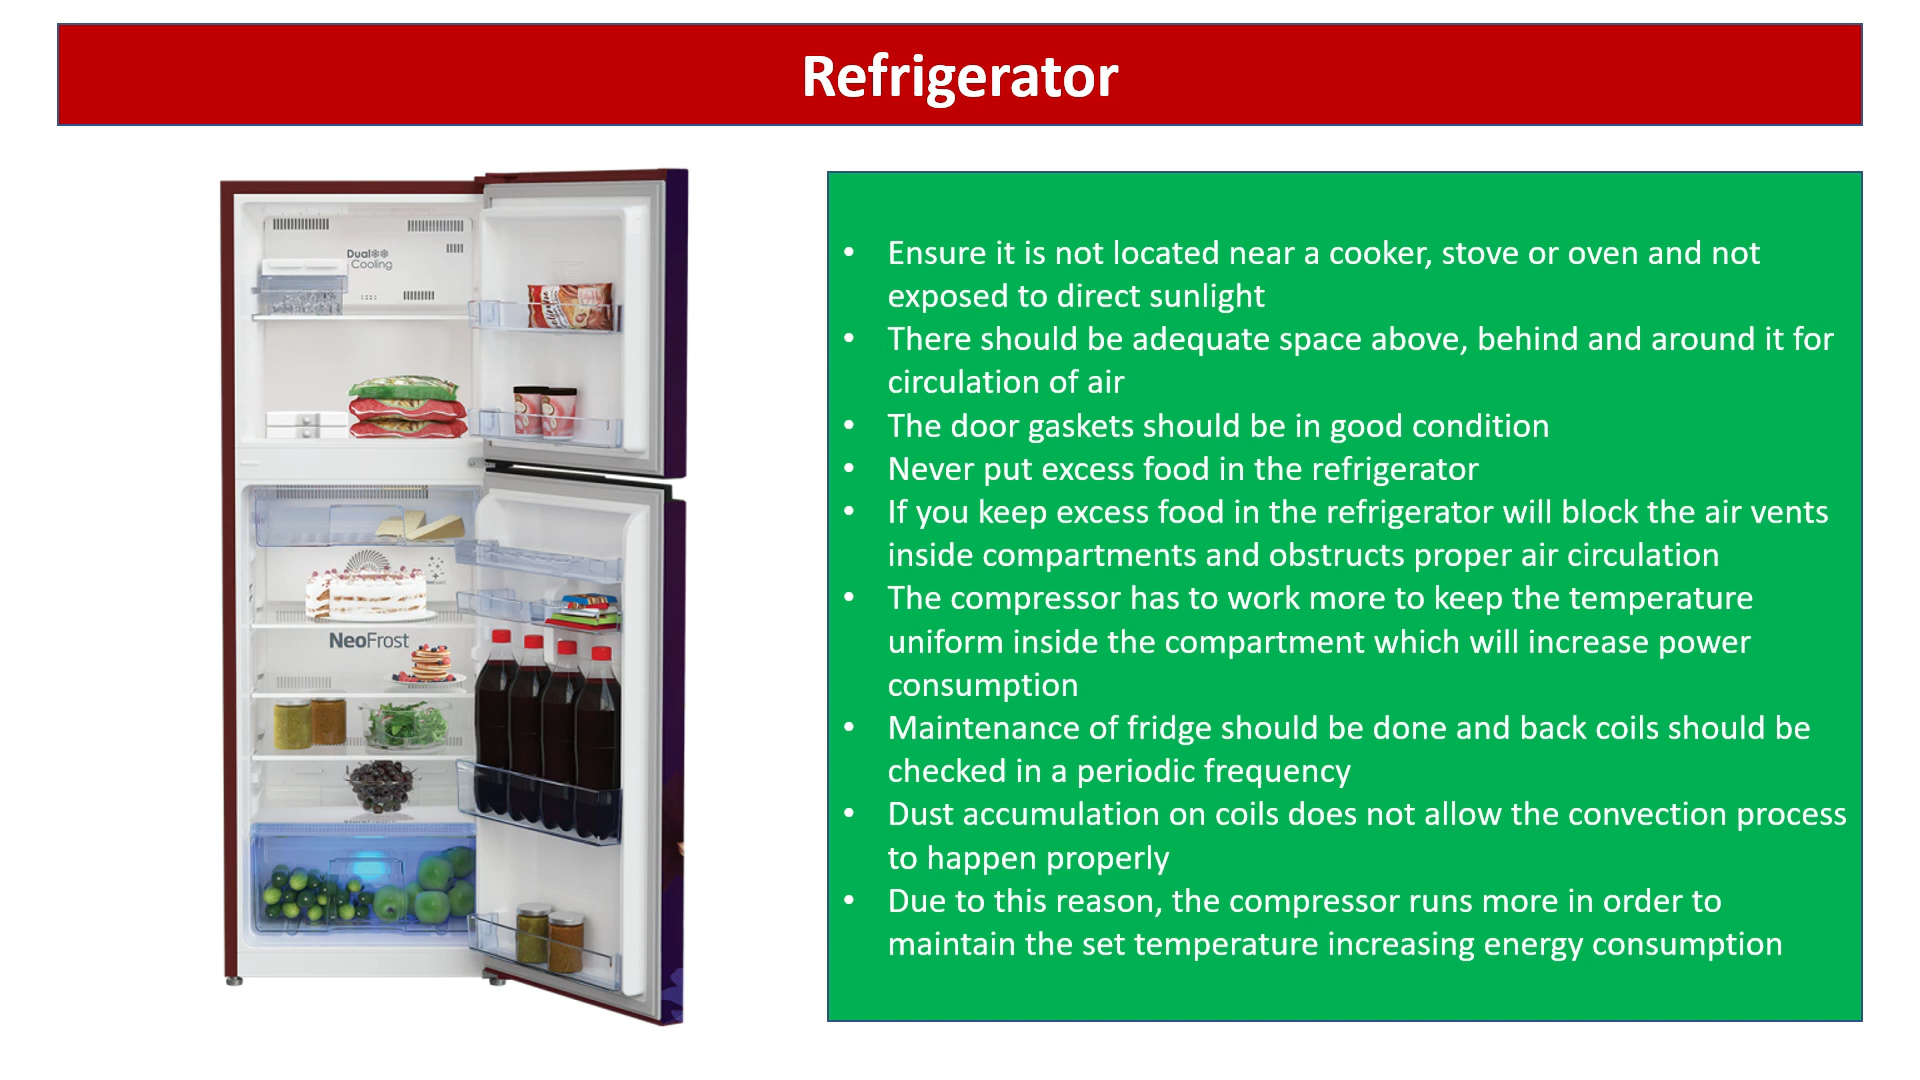 Refrigerator
Dual
Cooling
NeoFrost
• Ensure it is not located near a cooker, stove or oven and not
exposed to direct sunlight
• There should be adequate space above, behind and around it for
circulation of air
• The door gaskets should be in good condition
• Never put excess food in the refrigerator
• If you keep excess food in the refrigerator will block the air vents
inside compartments and obstructs proper air circulation
• The compressor has to work more to keep the temperature
uniform inside the compartment which will increase power
consumption
• Maintenance of fridge should be done and back coils should be
checked in a periodic frequency
• Dust accumulation on coils does not allow the convection process
to happen properly
• Due to this reason, the compressor runs more in order to
maintain the set temperature increasing energy consumption